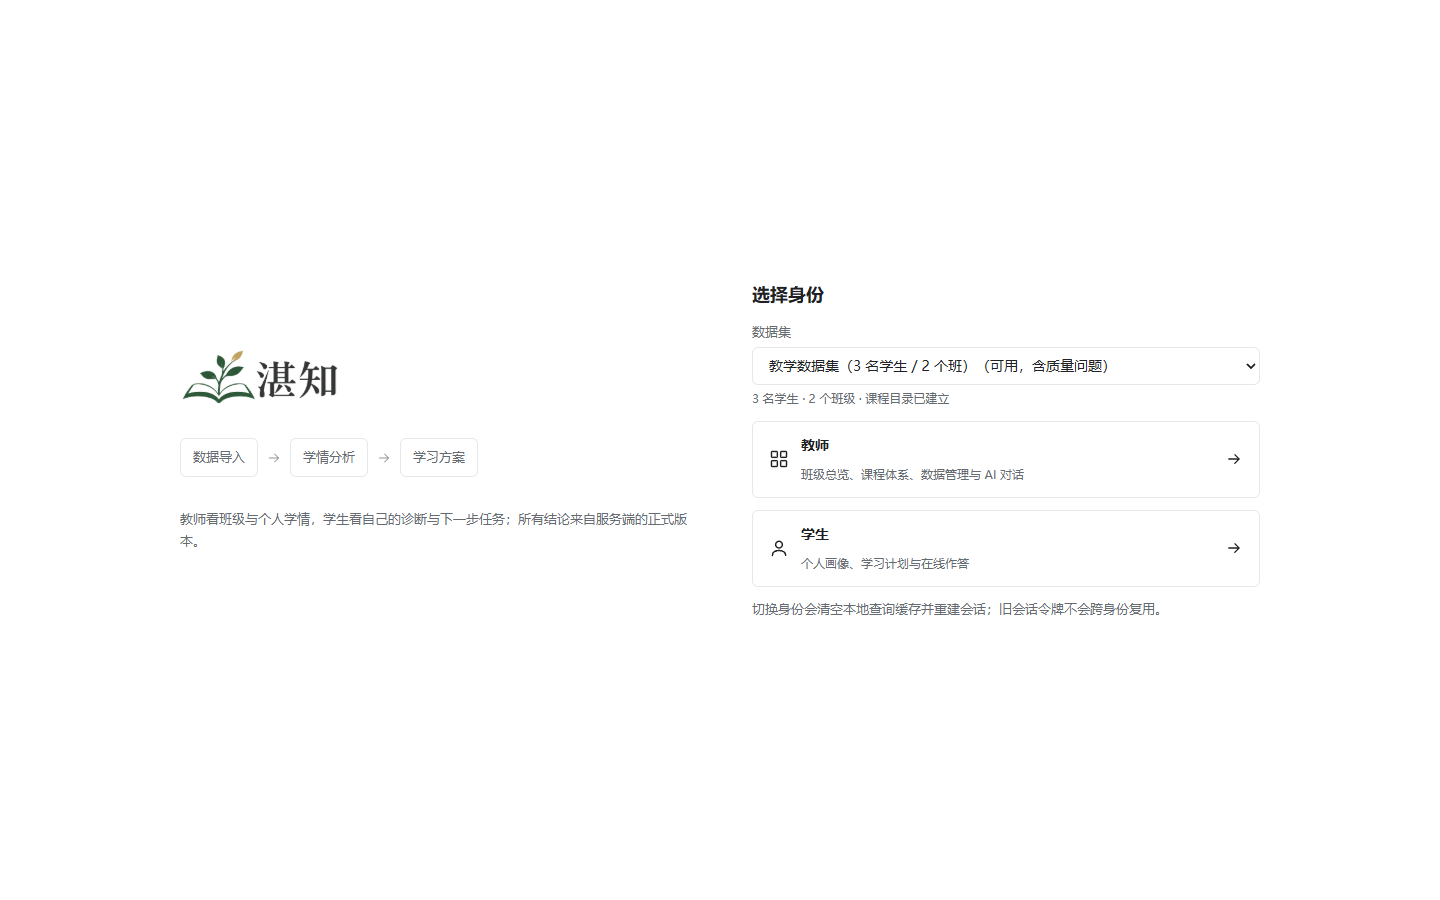 湛知
数据导入
学情分析
学习方案
教师看班级与个人学情，学生看自己的诊断与下一步任务；所有结论来自服务端的正式版
本。
选择身份
数据集
教学数据集（3 名学生 / 2 个班）（可用，含质量问题）
3 名学生 · 2 个班级 · 课程目录已建立
教师
班级总览、课程体系、数据管理与 AI 对话
学生
个人画像、学习计划与在线作答
切换身份会清空本地查询缓存并重建会话；旧会话令牌不会跨身份复用。